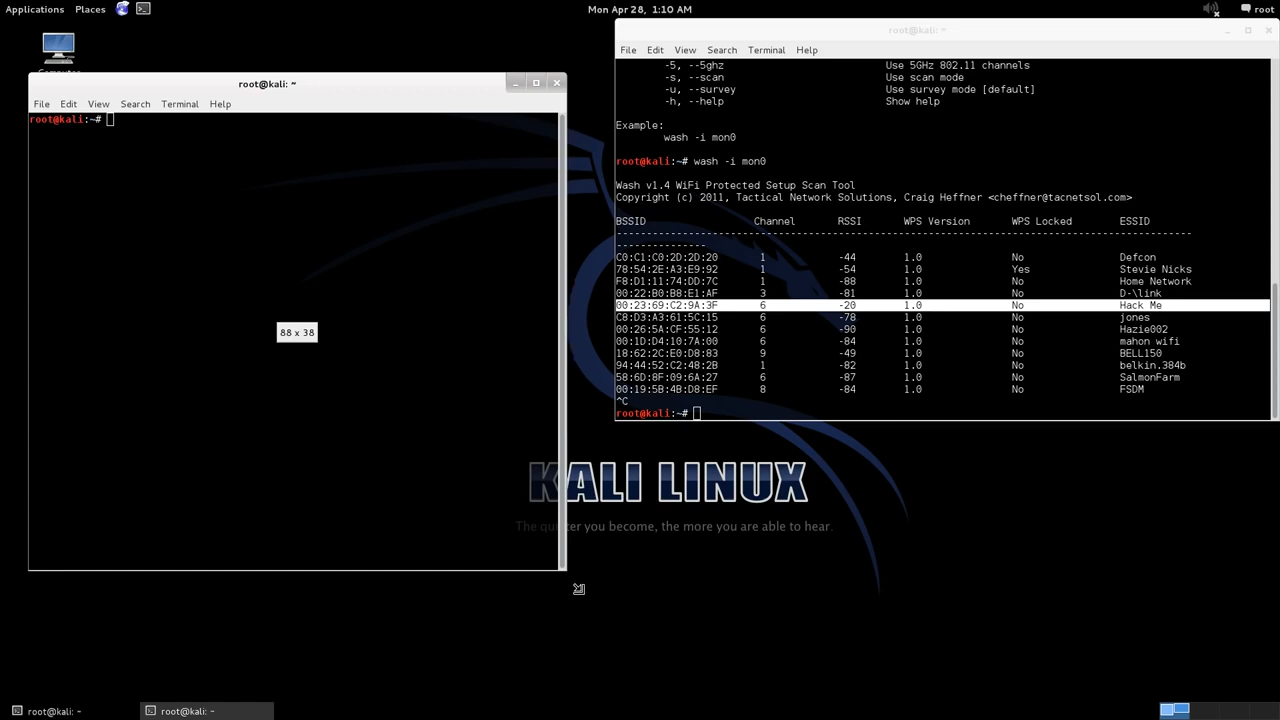 Applications Places Mon Apr 28, 1:10 AM root
root@kali: ~
File Edit View Search Terminal Help
root@kali:~#
88 x 38
root@kali: ~
File Edit View Search Terminal Help
-5, --5ghz Use 5GHz 802.11 channels
-s, --scan Use scan mode
-u, --survey Use survey mode [default]
-h, --help Show help
Example:
wash -i mon0
root@kali:~# wash -i mon0
Wash v1.4 WiFi Protected Setup Scan Tool
Copyright (c) 2011, Tactical Network Solutions, Craig Heffner <cheffner@tacnetsol.com>
BSSID Channel RSSI WPS Version WPS Locked ESSID
---------------------------------------------------------------------------------------------------------------
C0:C1:C0:2D:2D:20 1 -44 1.0 No Defcon
78:54:2E:A3:E9:92 1 -54 1.0 Yes Stevie Nicks
F8:D1:11:74:DD:7C 1 -88 1.0 No Home Network
00:22:B0:B8:E1:AF 3 -81 1.0 No D-\link
00:23:69:C2:9A:3F 6 -20 1.0 No Hack Me
C8:D3:A3:61:5C:15 6 -78 1.0 No jones
00:26:5A:CF:55:12 6 -90 1.0 No Hazie002
00:1D:D4:10:7A:00 6 -84 1.0 No mahon wifi
18:62:2C:E0:D8:83 9 -49 1.0 No BELL150
94:44:52:C2:48:2B 1 -82 1.0 No belkin.384b
58:6D:8F:09:6A:27 6 -87 1.0 No SalmonFarm
00:19:5B:4B:D8:EF 8 -84 1.0 No FSDM
^C
root@kali:~#
KALI LINUX
The quieter you become, the more you are able to hear.
root@kali: ~ root@kali: ~